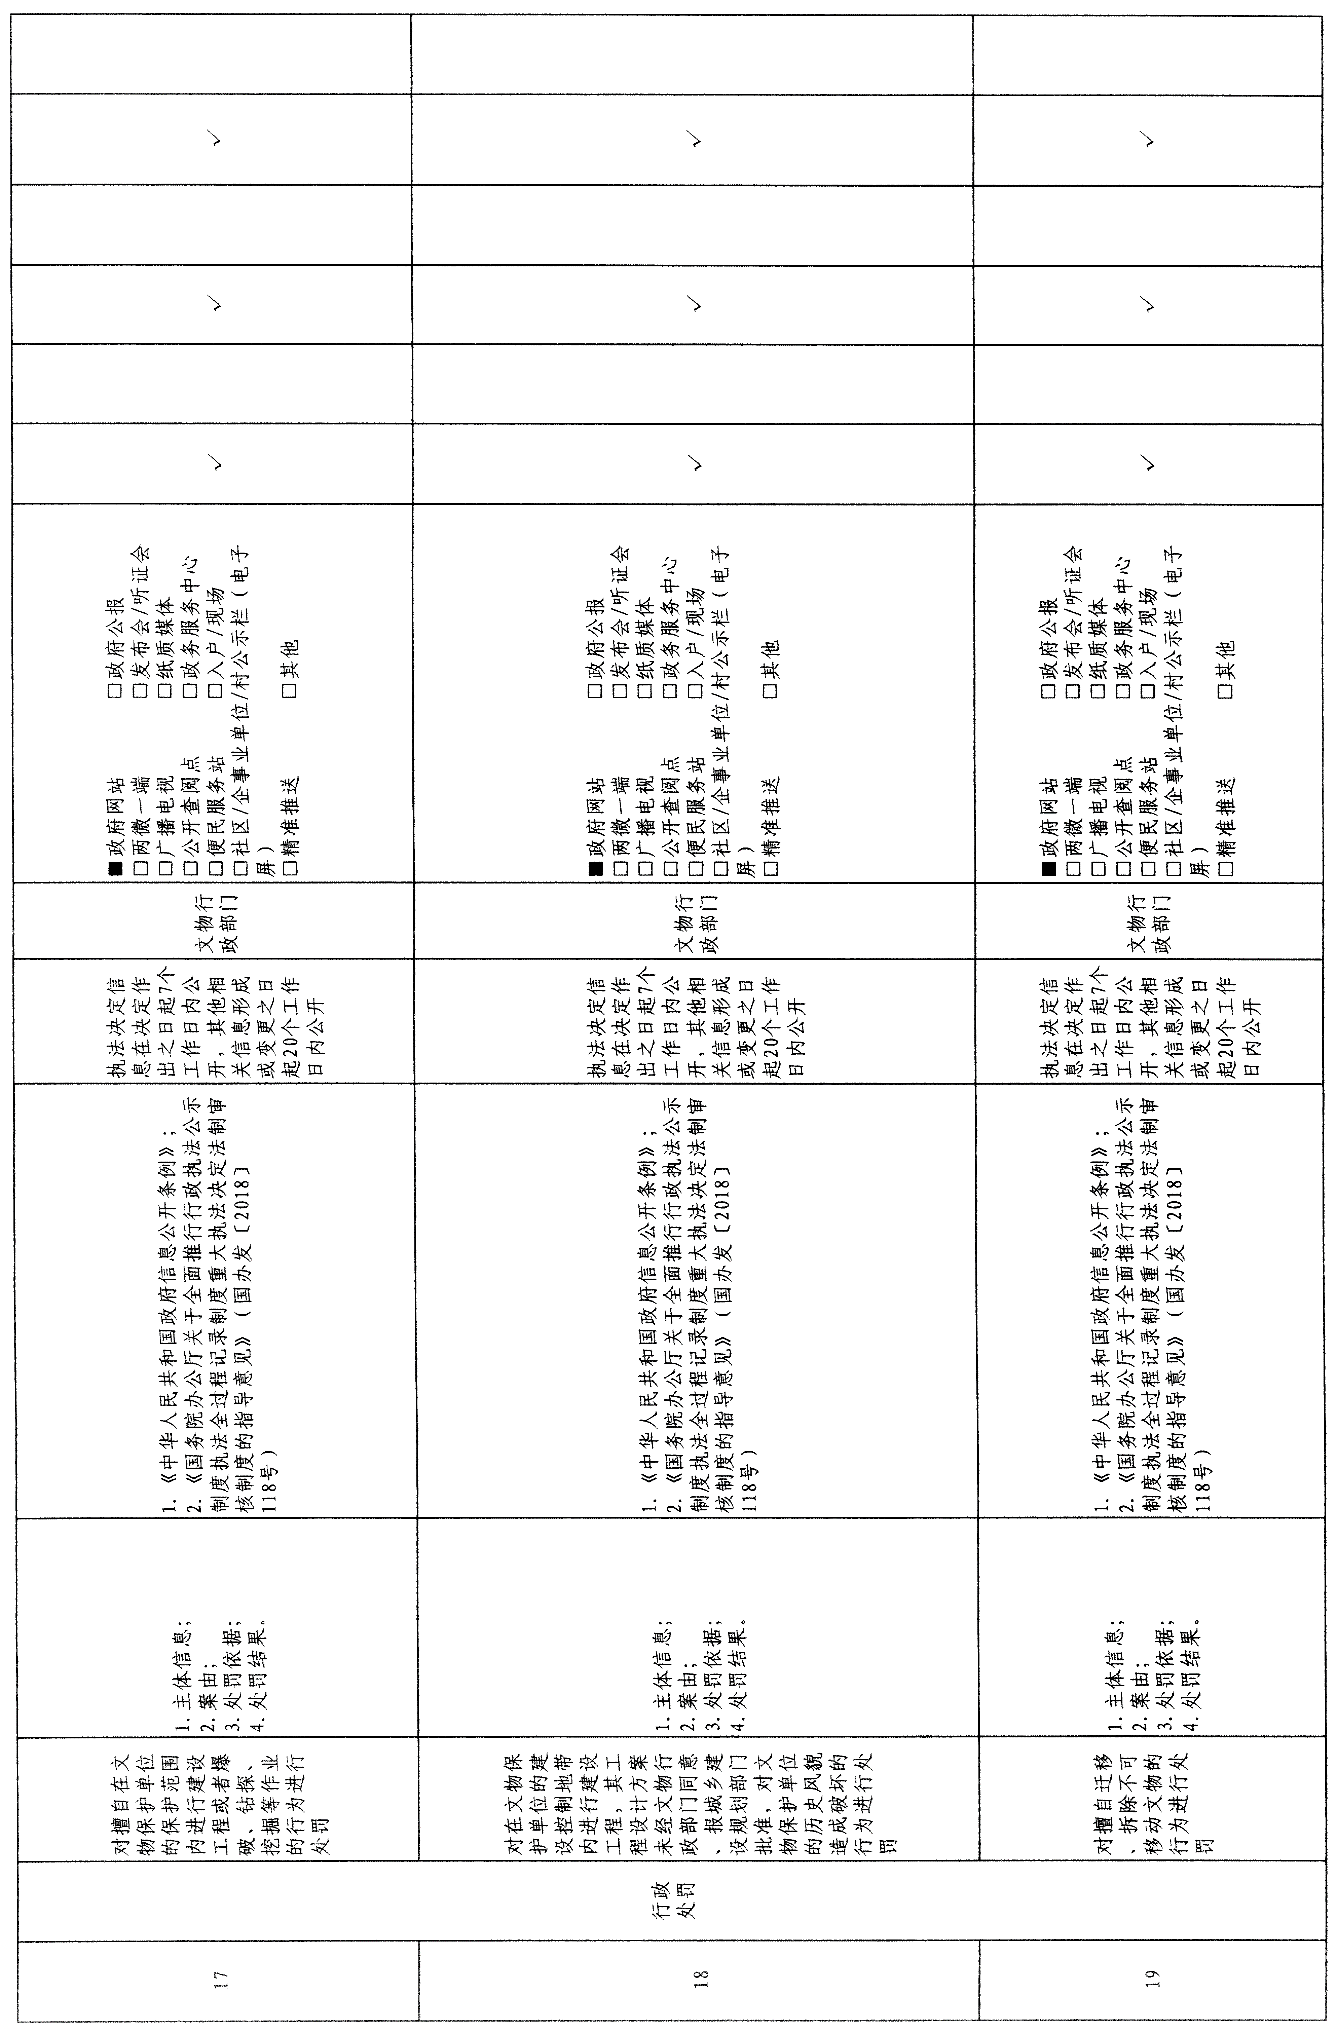 17
行政
处罚
对擅自在文
物保护单位
的保护范围
内进行建设
工程或者爆
破、钻探、
挖掘等作业
的行为进行
处罚
1. 主体信息；
2. 案由；
3. 处罚依据；
4. 处罚结果。
1. 《中华人民共和国政府信息公开条例》；
2. 《国务院办公厅关于全面推行行政执法公示
制度执法全过程记录制度重大执法决定法制审
核制度的指导意见》（国办发〔2018〕
118号）
执法决定信
息在决定作
出之日起7个
工作日内公
开，其他相
关信息形成
或变更之日
起20个工作
日内公开
文物行
政部门
■政府网站 □政府公报
□两微一端 □发布会/听证会
□广播电视 □纸质媒体
□公开查阅点 □政务服务中心
□便民服务站 □入户/现场
□社区/企事业单位/村公示栏（电子
屏）
□精准推送 □其他
√ √ √
18
对在文物保
护单位的建
设控制地带
内进行建设
工程，其工
程设计方案
未经文物行
政部门同意
、报城乡建
设规划部门
批准，对文
物保护单位
的历史风貌
造成破坏的
行为进行处
罚
1. 主体信息；
2. 案由；
3. 处罚依据；
4. 处罚结果。
1. 《中华人民共和国政府信息公开条例》；
2. 《国务院办公厅关于全面推行行政执法公示
制度执法全过程记录制度重大执法决定法制审
核制度的指导意见》（国办发〔2018〕
118号）
执法决定信
息在决定作
出之日起7个
工作日内公
开，其他相
关信息形成
或变更之日
起20个工作
日内公开
文物行
政部门
■政府网站 □政府公报
□两微一端 □发布会/听证会
□广播电视 □纸质媒体
□公开查阅点 □政务服务中心
□便民服务站 □入户/现场
□社区/企事业单位/村公示栏（电子
屏）
□精准推送 □其他
√ √ √
19
对擅自迁移
、拆除不可
移动文物的
行为进行处
罚
1. 主体信息；
2. 案由；
3. 处罚依据；
4. 处罚结果。
1. 《中华人民共和国政府信息公开条例》；
2. 《国务院办公厅关于全面推行行政执法公示
制度执法全过程记录制度重大执法决定法制审
核制度的指导意见》（国办发〔2018〕
118号）
执法决定信
息在决定作
出之日起7个
工作日内公
开，其他相
关信息形成
或变更之日
起20个工作
日内公开
文物行
政部门
■政府网站 □政府公报
□两微一端 □发布会/听证会
□广播电视 □纸质媒体
□公开查阅点 □政务服务中心
□便民服务站 □入户/现场
□社区/企事业单位/村公示栏（电子
屏）
□精准推送 □其他
√ √ √